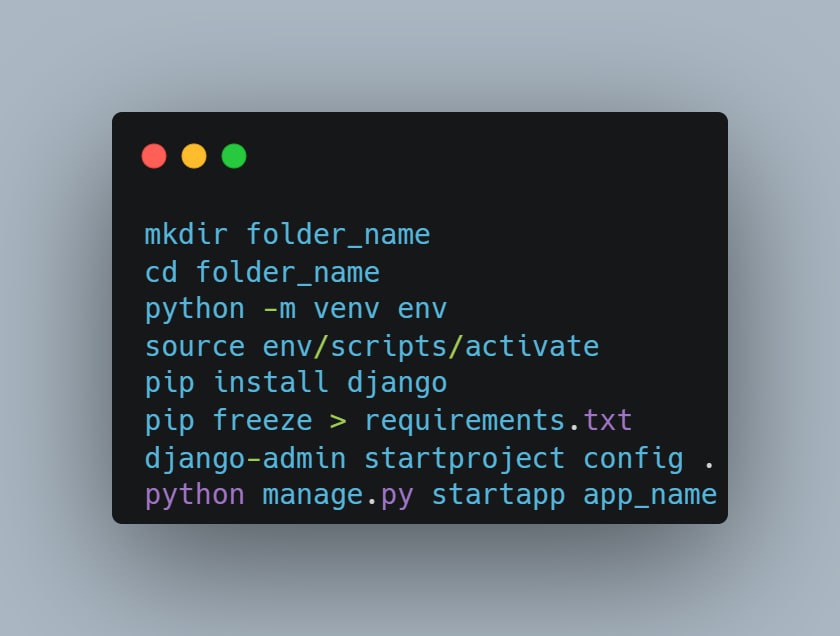 mkdir folder_name
cd folder_name
python -m venv env
source env/scripts/activate
pip install django
pip freeze > requirements.txt
django-admin startproject config .
python manage.py startapp app_name